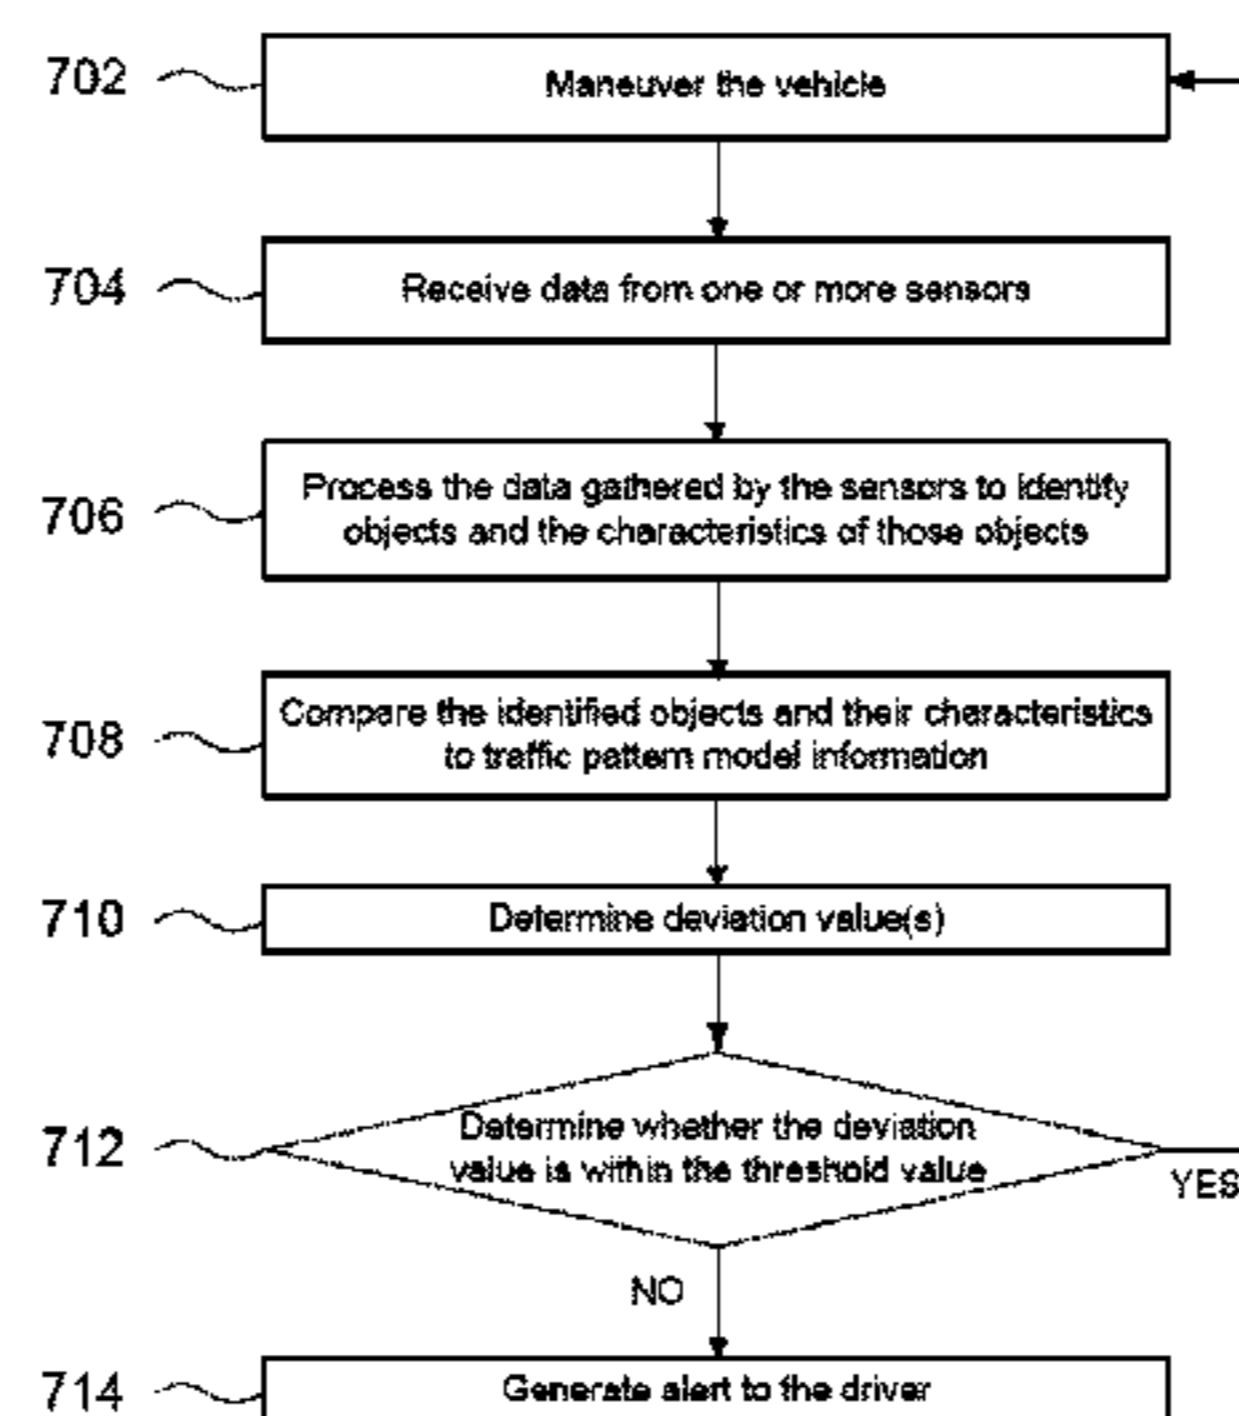 702
Maneuver the vehicle
704
Receive data from one or more sensors
706
Process the data gathered by the sensors to identify
objects and the characteristics of those objects
708
Compare the identified objects and their characteristics
to traffic pattern model information
710
Determine deviation value(s)
712
Determine whether the deviation
value is within the threshold value
YES
NO
714
Generate alert to the driver